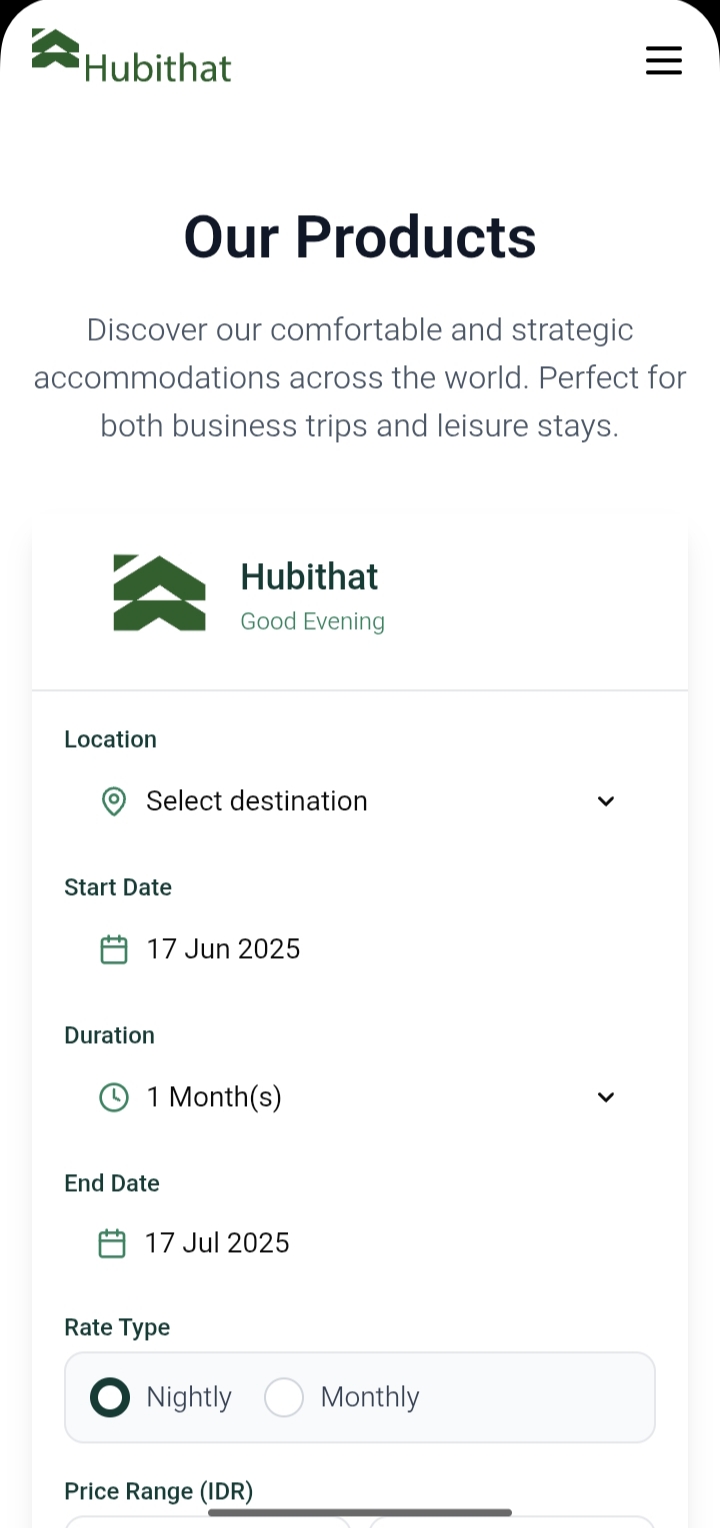 Hubithat
Our Products
Discover our comfortable and strategic
accommodations across the world. Perfect for
both business trips and leisure stays.
Hubithat
Good Evening
Location
Select destination
Start Date
17 Jun 2025
Duration
1 Month(s)
End Date
17 Jul 2025
Rate Type
Nightly Monthly
Price Range (IDR)